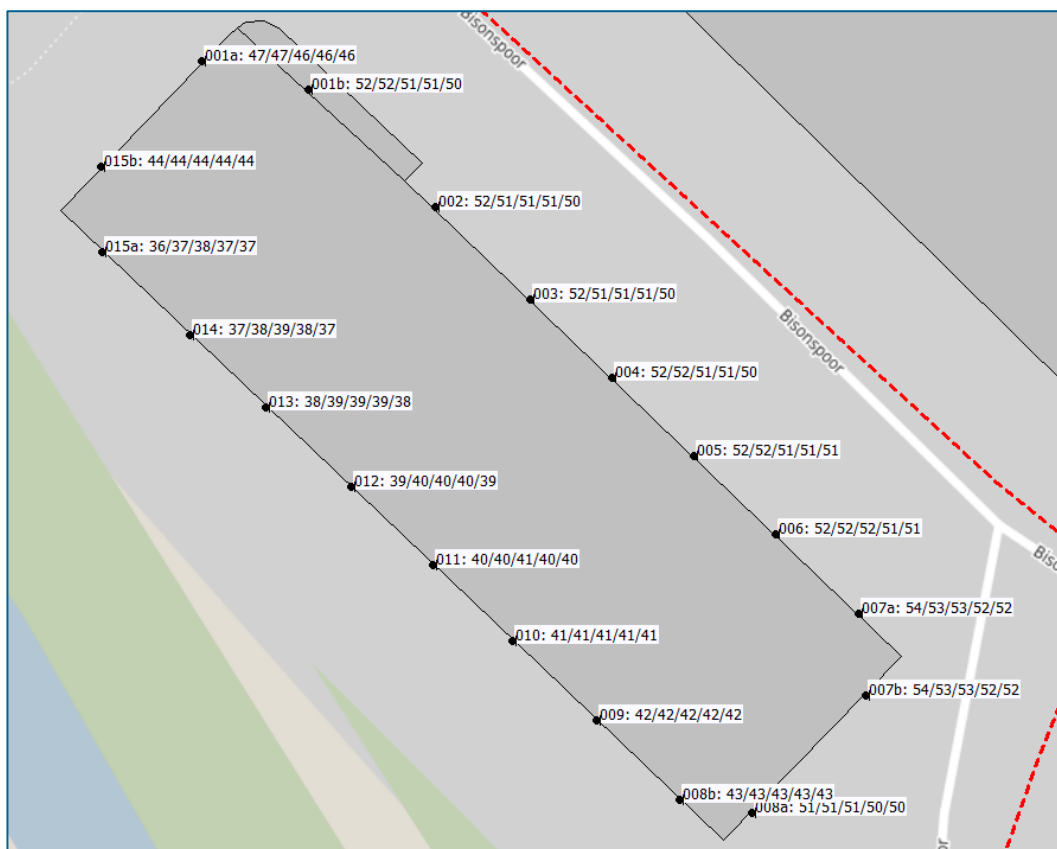 Bisonspoor
001a: 47/47/46/46/46
001b: 52/52/51/51/50
015b: 44/44/44/44/44
002: 52/51/51/51/50
015a: 36/37/38/37/37
003: 52/51/51/51/50
Bisonspoor
014: 37/38/39/38/37
004: 52/52/51/51/50
013: 38/39/39/39/38
005: 52/52/51/51/51
012: 39/40/40/40/39
006: 52/52/52/51/51
011: 40/40/41/40/40
007a: 54/53/53/52/52
010: 41/41/41/41/41
007b: 54/53/53/52/52
009: 42/42/42/42/42
008b: 43/43/43/43/43
008a: 51/51/51/50/50